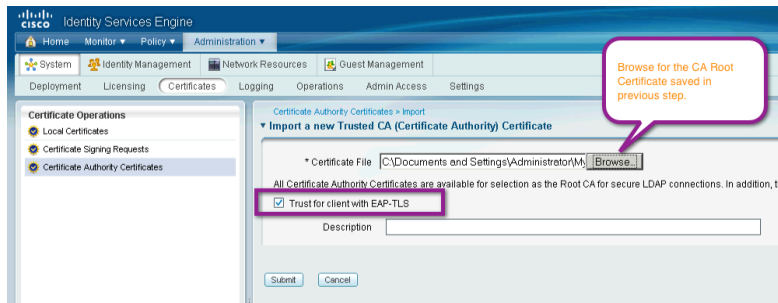 cisco Identity Services Engine
Home Monitor ▾ Policy ▾ Administration ▾
System Identity Management Network Resources Guest Management
Deployment Licensing Certificates Logging Operations Admin Access Settings
Certificate Operations
Local Certificates
Certificate Signing Requests
Certificate Authority Certificates
Certificate Authority Certificates > Import
▾ Import a new Trusted CA (Certificate Authority) Certificate
* Certificate File C:\Documents and Settings\Administrator\My Browse...
All Certificate Authority Certificates are available for selection as the Root CA for secure LDAP connections. In addition, t
Trust for client with EAP-TLS
Description
Submit Cancel
Browse for the CA Root
Certificate saved in
previous step.